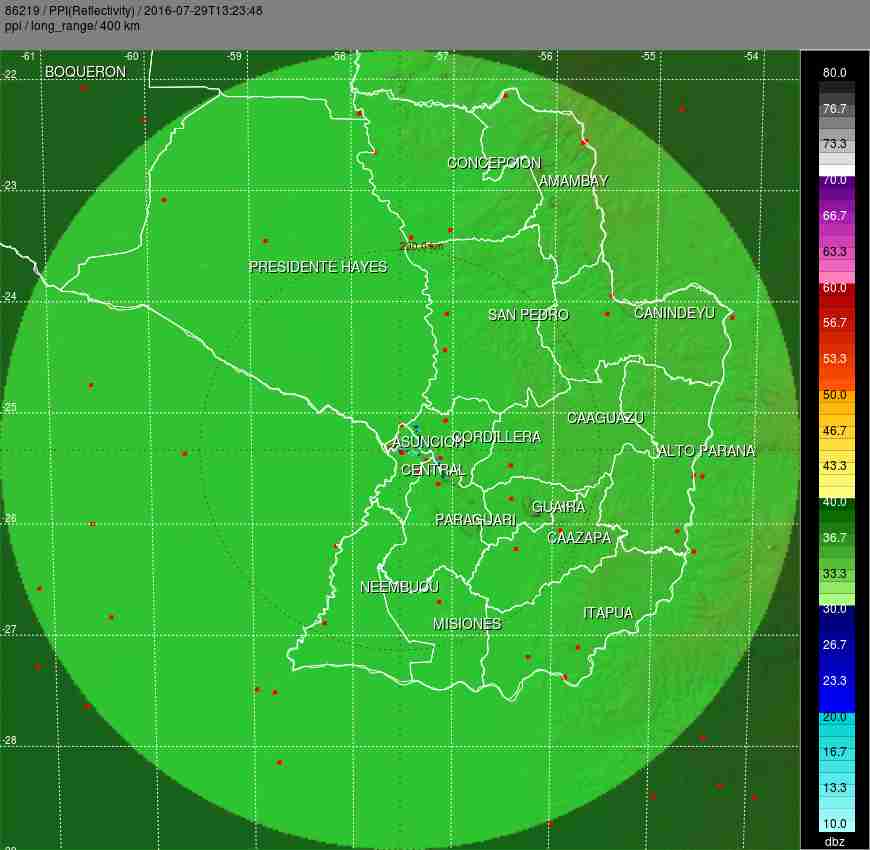 86219 / PPI(Reflectivity) / 2016-07-29T13:23:48
ppi / long_range/ 400 km
-61 -60 -59 -58 -57 -56 -55 -54
BOQUERON
-22
CONCEPCION
AMAMBAY
-23
PRESIDENTE HAYES
-24
SAN PEDRO
CANINDEYU
-25
CAAGUAZU
ASUNCION
CORDILLERA
ALTO PARANA
CENTRAL
GUAIRA
PARAGUARI
-26
CAAZAPA
NEEMBUOU
ITAPUA
MISIONES
-27
-28
80.0
76.7
73.3
70.0
66.7
63.3
60.0
56.7
53.3
50.0
46.7
43.3
40.0
36.7
33.3
30.0
26.7
23.3
20.0
16.7
13.3
10.0
dbz